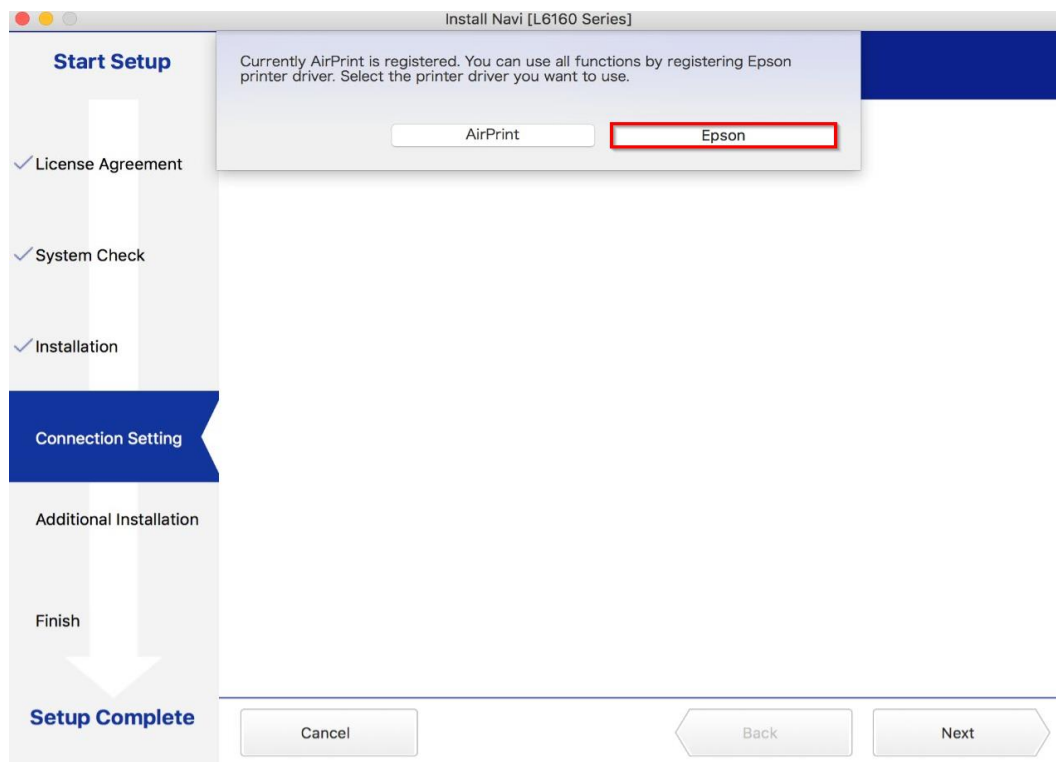 Install Navi [L6160 Series]
Start Setup
Currently AirPrint is registered. You can use all functions by registering Epson
printer driver. Select the printer driver you want to use.
AirPrint
Epson
License Agreement
System Check
Installation
Connection Setting
Additional Installation
Finish
Setup Complete
Cancel
Back
Next